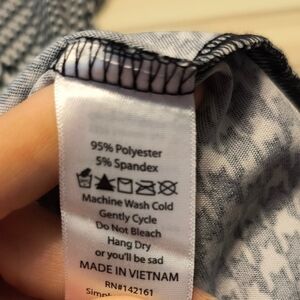 95% Polyester
5% Spandex
Machine Wash Cold
Gently Cycle
Do Not Bleach
Hang Dry
or you'll be sad
MADE IN VIETNAM
RN#142161